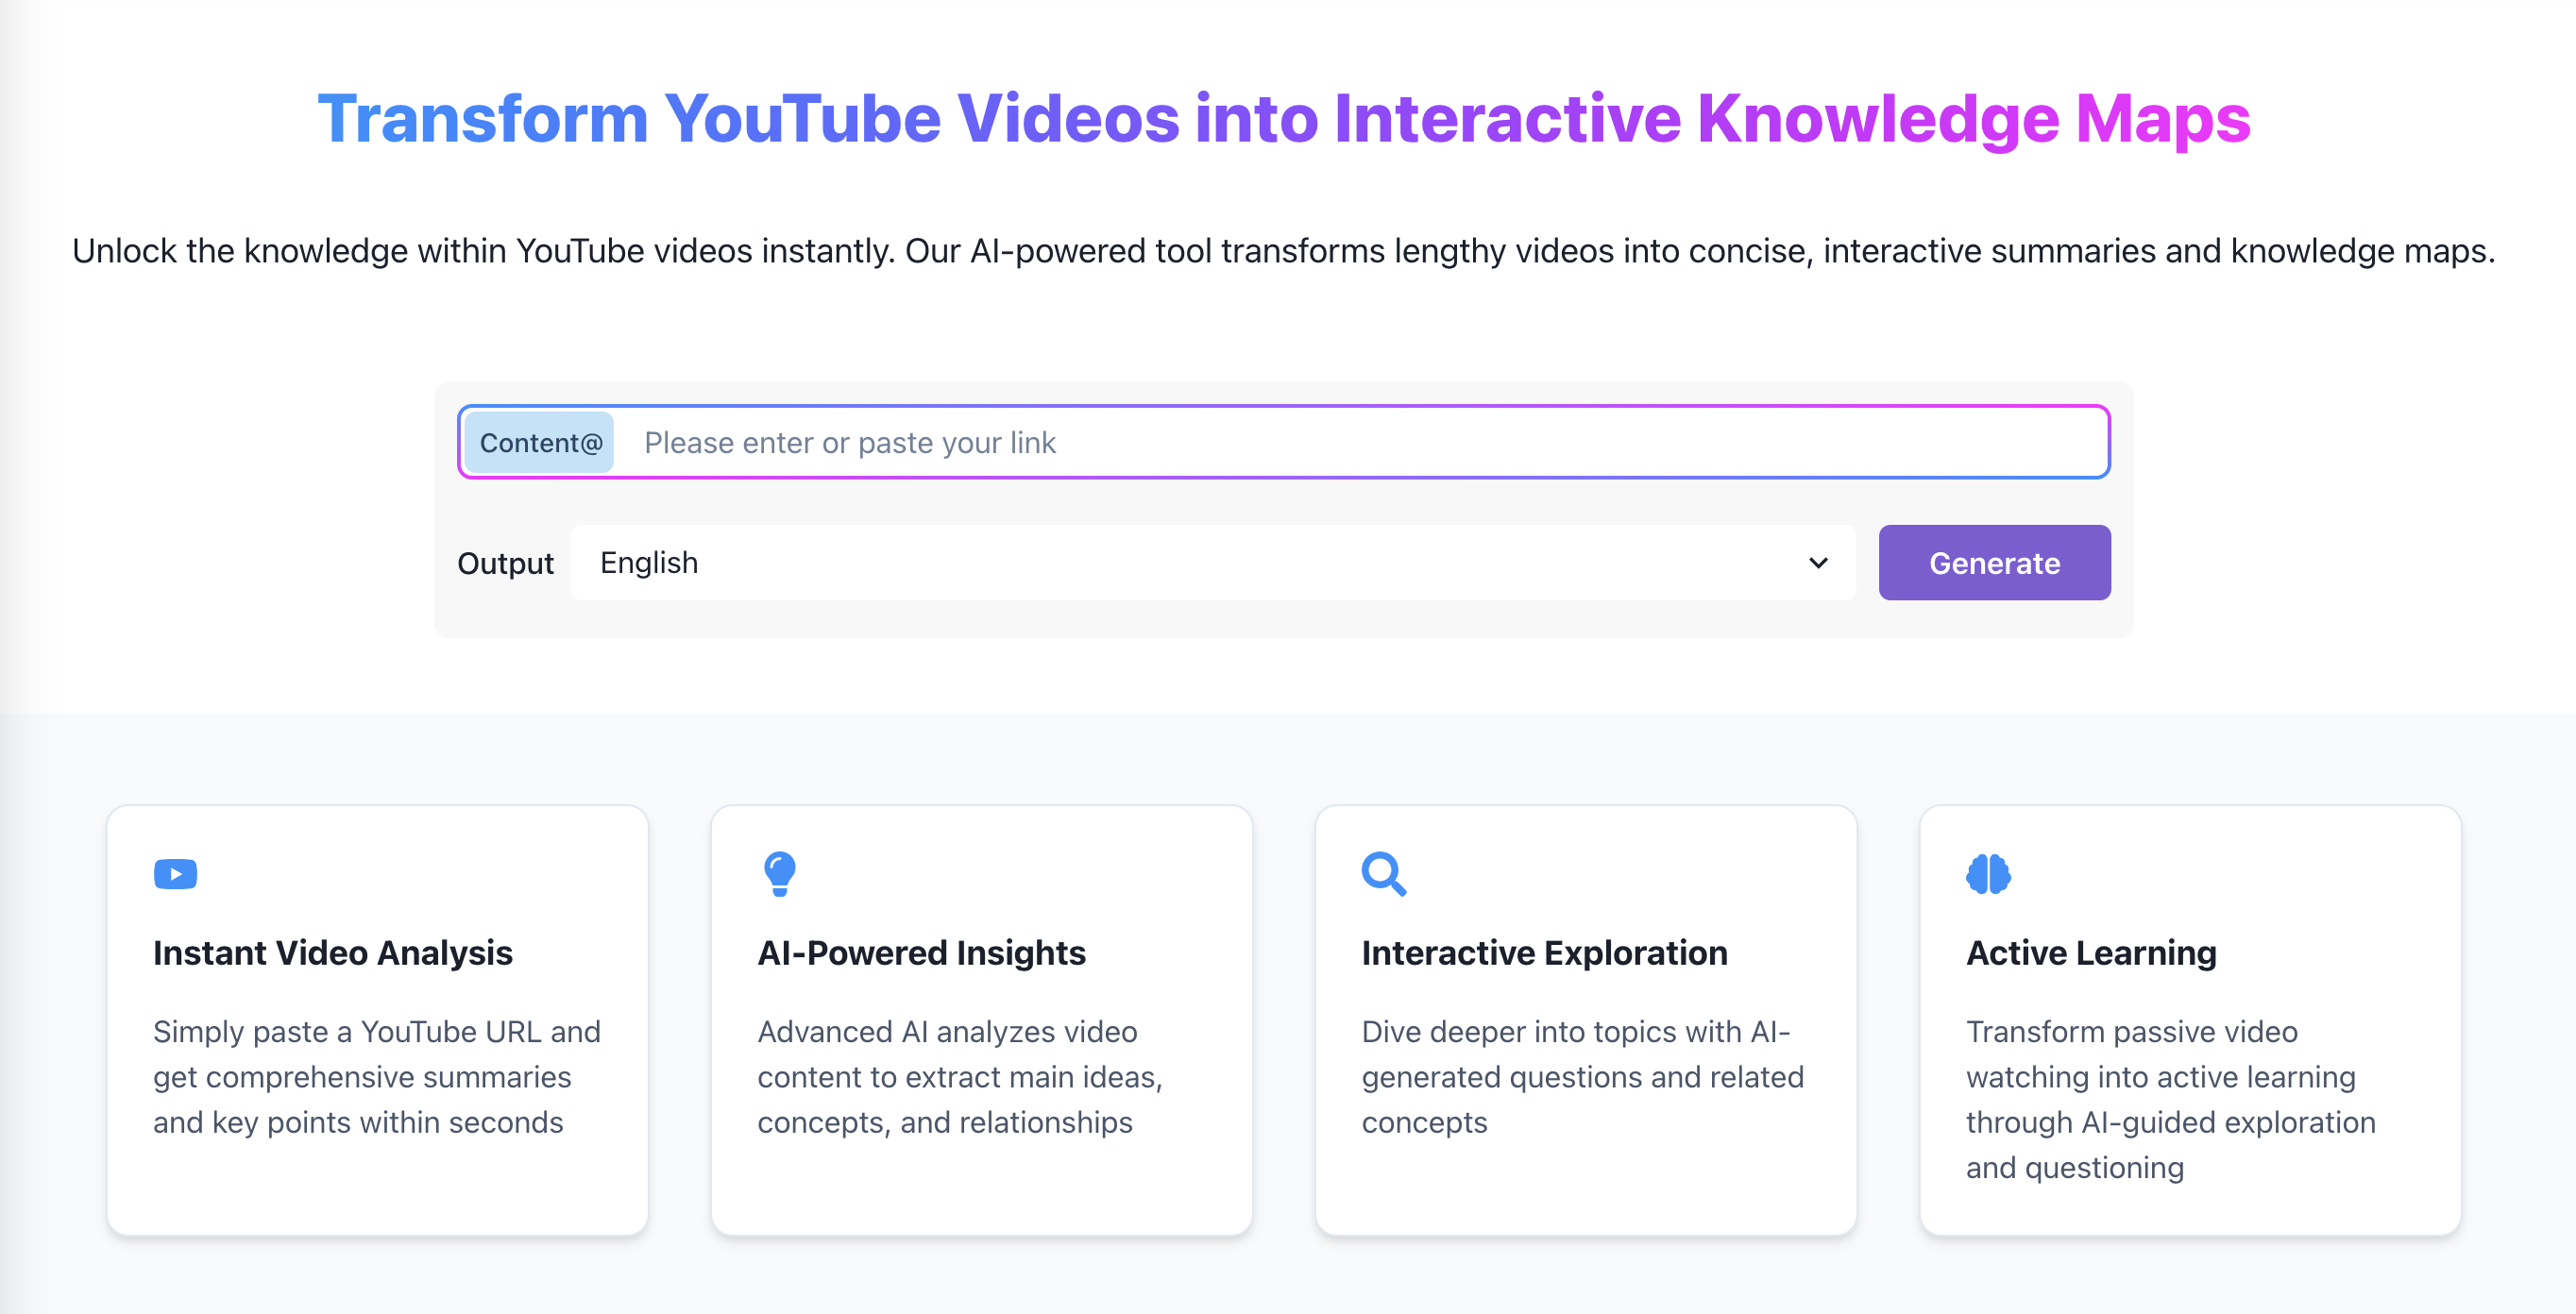 Transform YouTube Videos into Interactive Knowledge Maps
Unlock the knowledge within YouTube videos instantly. Our AI-powered tool transforms lengthy videos into concise, interactive summaries and knowledge maps.
Content@ Please enter or paste your link
Output English Generate
Instant Video Analysis
Simply paste a YouTube URL and
get comprehensive summaries
and key points within seconds
AI-Powered Insights
Advanced AI analyzes video
content to extract main ideas,
concepts, and relationships
Interactive Exploration
Dive deeper into topics with AI-
generated questions and related
concepts
Active Learning
Transform passive video
watching into active learning
through AI-guided exploration
and questioning